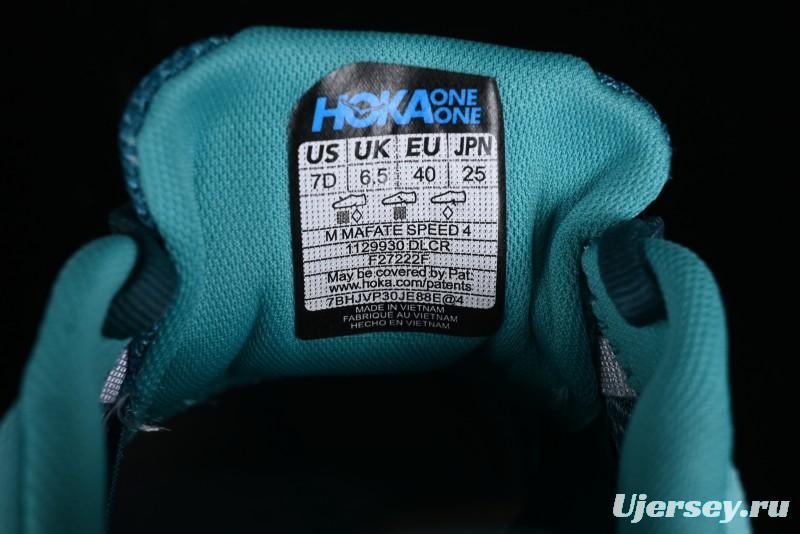 HOKA ONE ONE
US UK EU JPN
7D 6.5 40 25
M MAFATE SPEED 4
1129930 DLCR
F27222F
May be covered by Pat.
www.hoka.com/patents
7BHJVP30JE88E@4
MADE IN VIETNAM
FABRIQUE AU VIETNAM
HECHO EN VIETNAM
Ujersey.ru